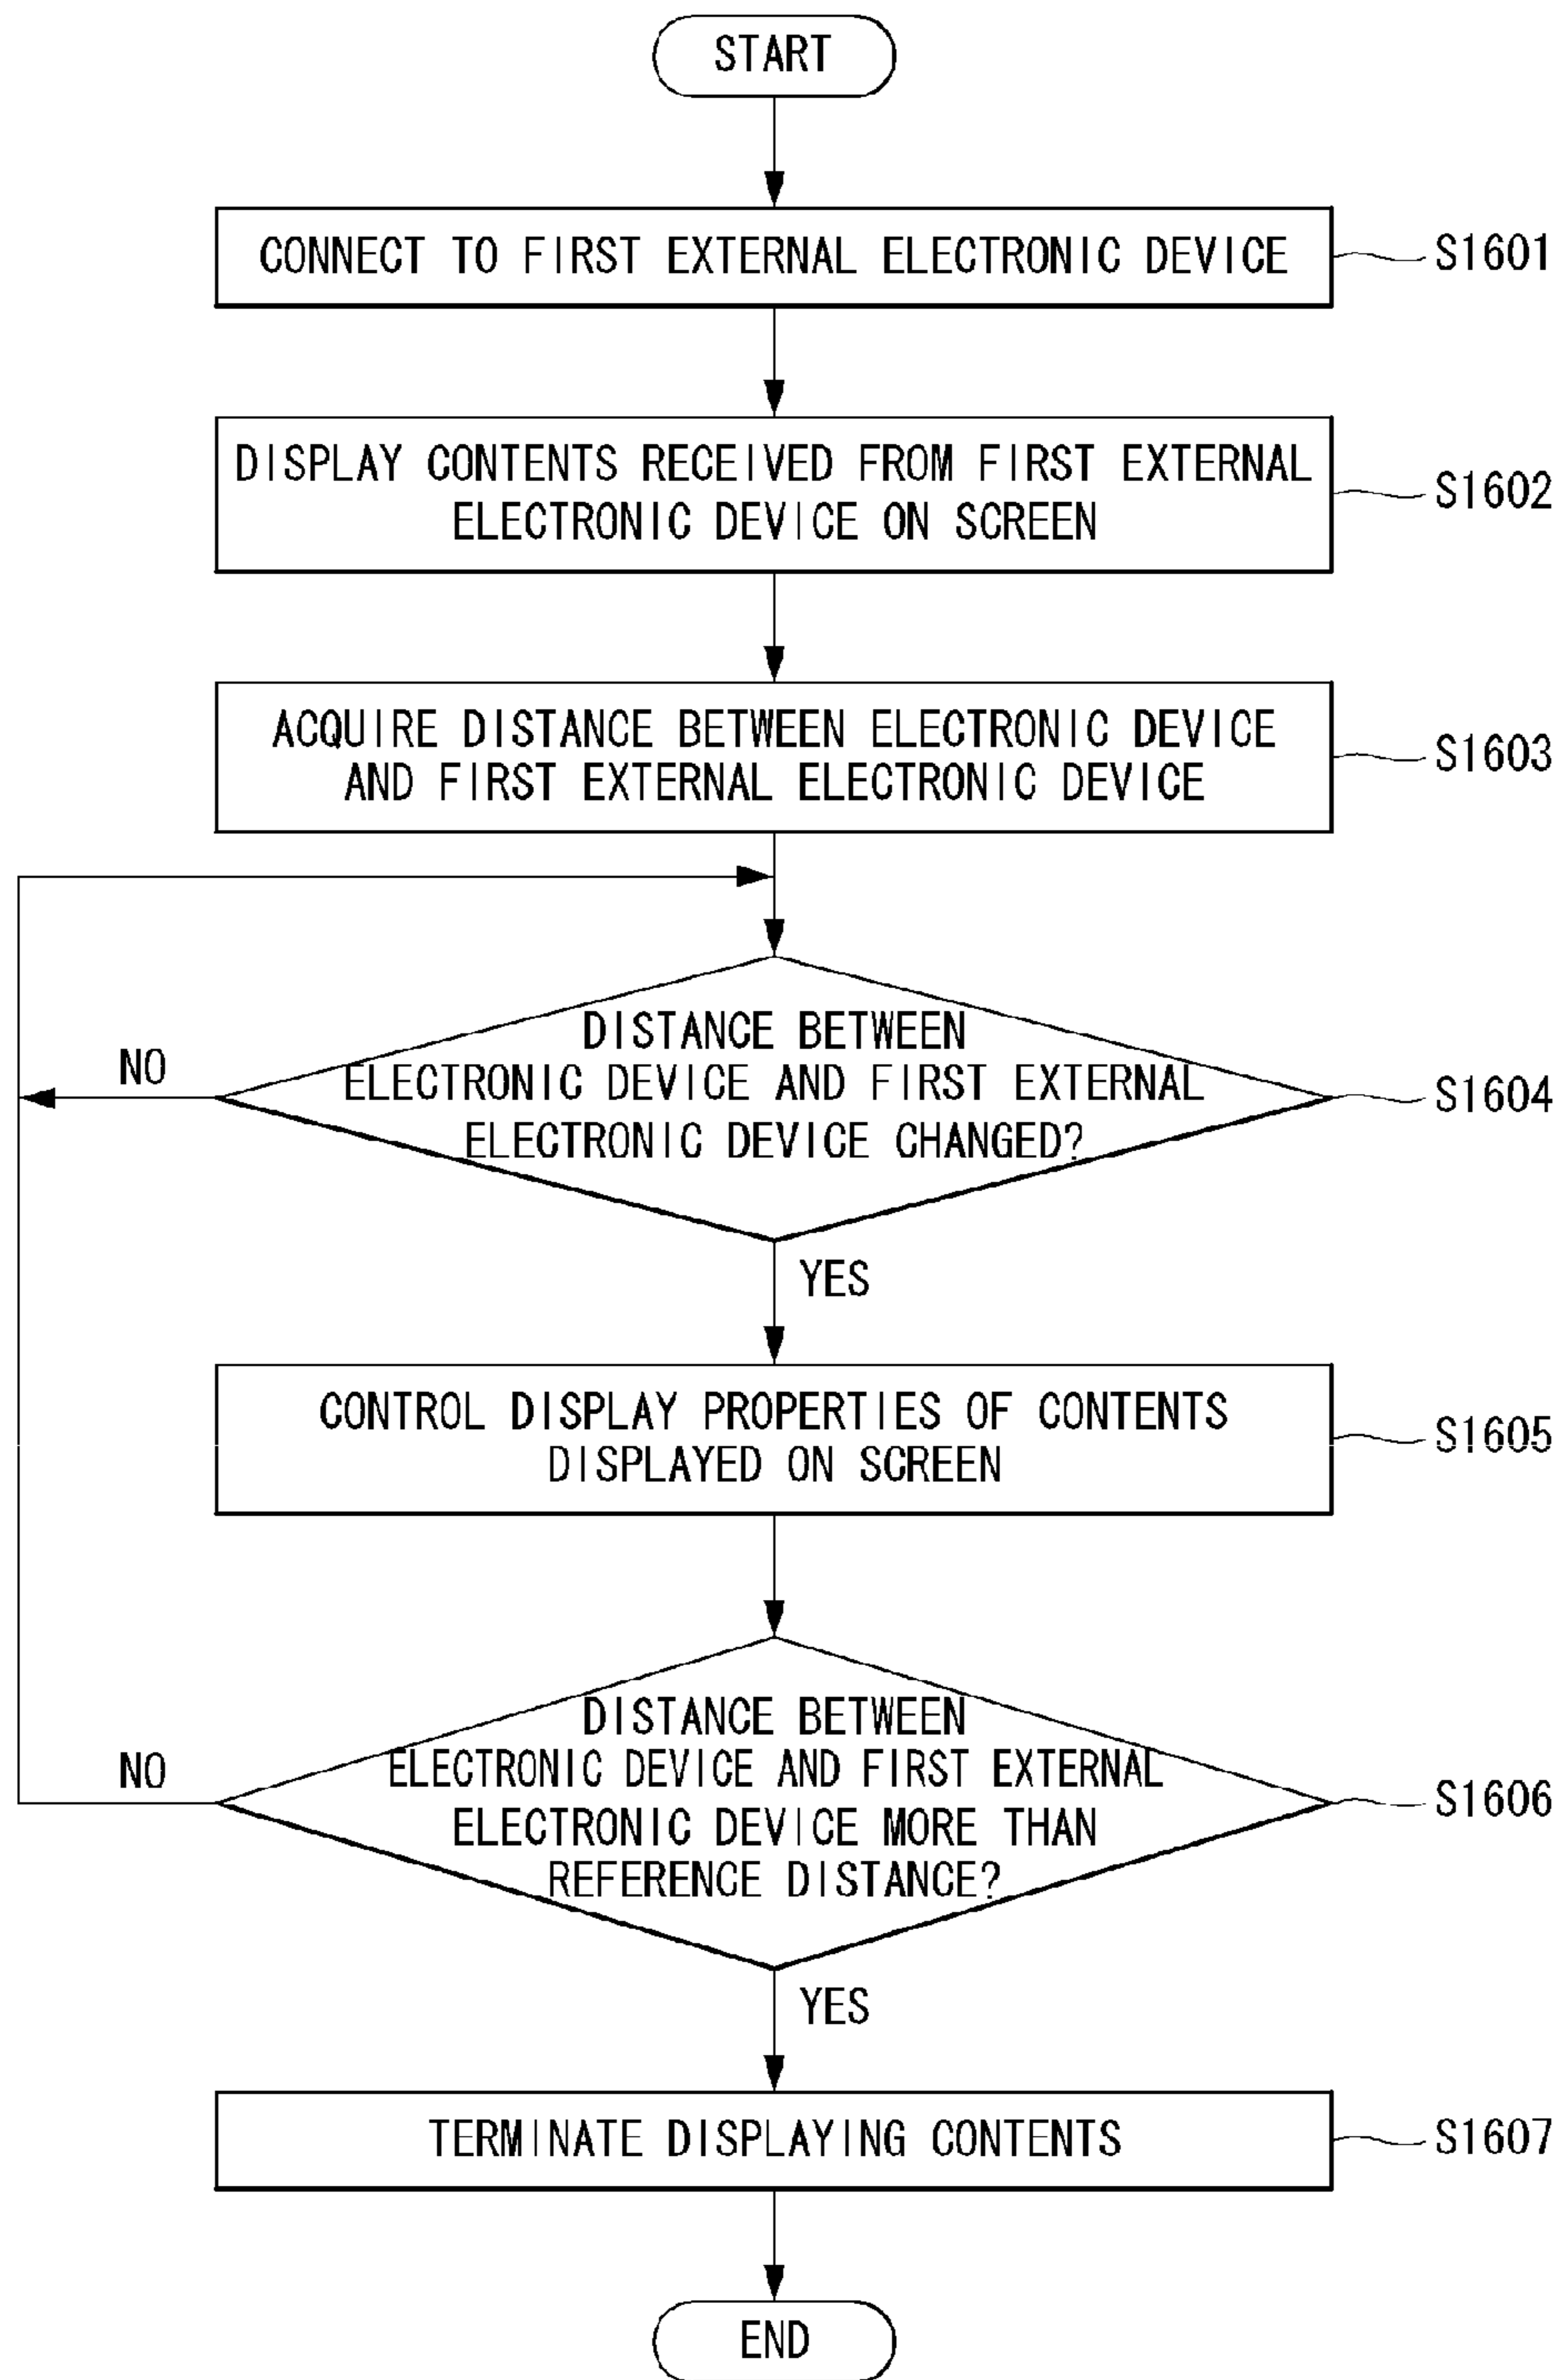 START
CONNECT TO FIRST EXTERNAL ELECTRONIC DEVICE
S1601
DISPLAY CONTENTS RECEIVED FROM FIRST EXTERNAL
ELECTRONIC DEVICE ON SCREEN
S1602
ACQUIRE DISTANCE BETWEEN ELECTRONIC DEVICE
AND FIRST EXTERNAL ELECTRONIC DEVICE
S1603
DISTANCE BETWEEN
ELECTRONIC DEVICE AND FIRST EXTERNAL
ELECTRONIC DEVICE CHANGED?
S1604
NO
YES
CONTROL DISPLAY PROPERTIES OF CONTENTS
DISPLAYED ON SCREEN
S1605
DISTANCE BETWEEN
ELECTRONIC DEVICE AND FIRST EXTERNAL
ELECTRONIC DEVICE MORE THAN
REFERENCE DISTANCE?
S1606
NO
YES
TERMINATE DISPLAYING CONTENTS
S1607
END